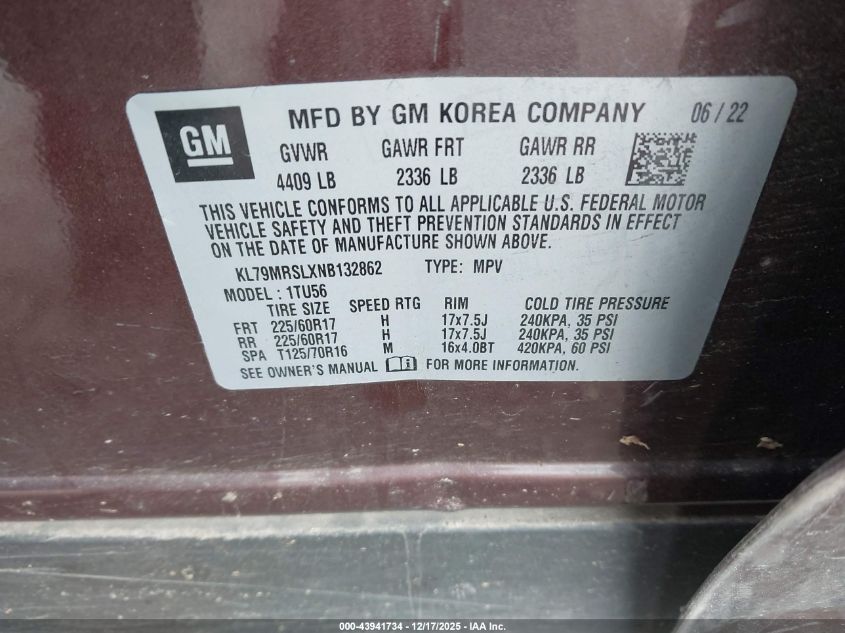 GM
MFD BY GM KOREA COMPANY 06 / 22
GVWR GAWR FRT GAWR RR
4409 LB 2336 LB 2336 LB
THIS VEHICLE CONFORMS TO ALL APPLICABLE U.S. FEDERAL MOTOR
VEHICLE SAFETY AND THEFT PREVENTION STANDARDS IN EFFECT
ON THE DATE OF MANUFACTURE SHOWN ABOVE.
KL79MRSLXNB132862 TYPE: MPV
MODEL : 1TU56
TIRE SIZE SPEED RTG RIM COLD TIRE PRESSURE
FRT 225/60R17 H 17x7.5J 240KPA, 35 PSI
RR 225/60R17 H 17x7.5J 240KPA, 35 PSI
SPA T125/70R16 M 16x4.0BT 420KPA, 60 PSI
SEE OWNER'S MANUAL FOR MORE INFORMATION.
000-43941734 - 12/17/2025 - IAA Inc.